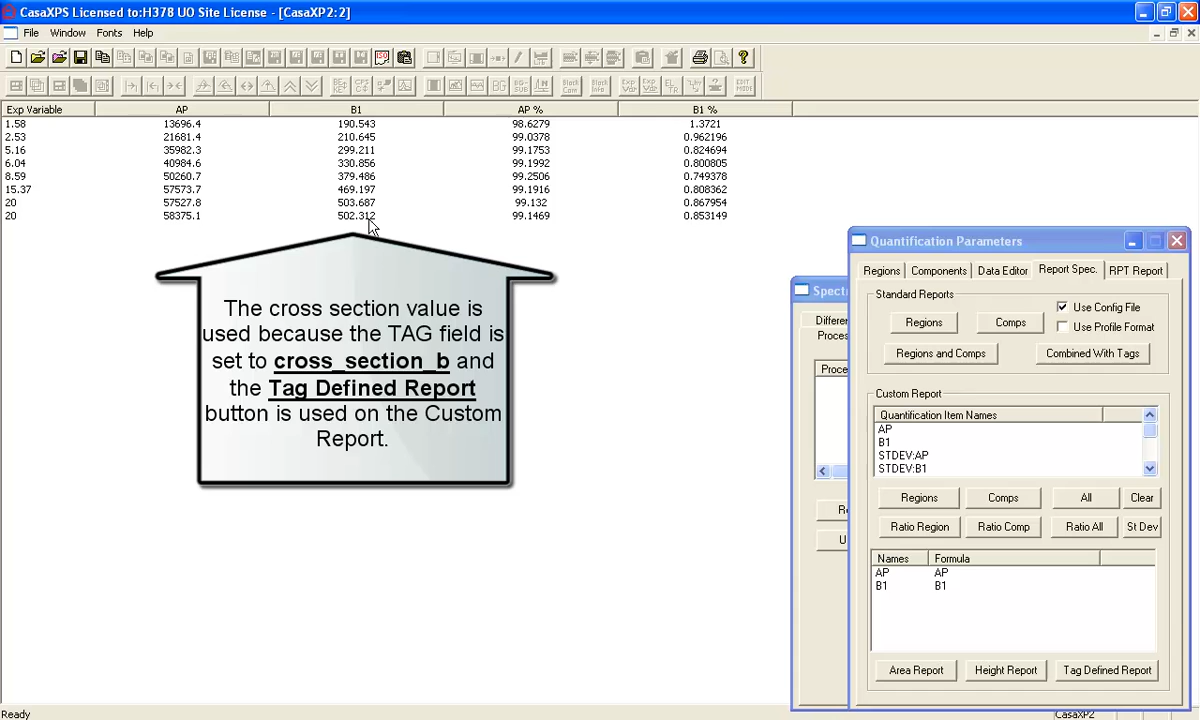 CasaXPS Licensed to:H378 UO Site License - [CasaXP2:2]
File Window Fonts Help
Exp Variable AP B1 AP % B1 %
1.58 13696.4 190.543 98.6279 1.3721
2.53 21681.4 210.645 99.0378 0.962196
5.16 35982.3 299.211 99.1753 0.824694
6.04 40984.6 330.856 99.1992 0.800805
8.59 50260.7 379.486 99.2506 0.749378
15.37 57573.7 469.197 99.1916 0.808362
20 57527.8 503.687 99.132 0.867954
20 58375.1 502.312 99.1469 0.853149
The cross section value is
used because the TAG field is
set to cross_section_b and
the Tag Defined Report
button is used on the Custom
Report.
Spectr
Differen
Process
Proce
Quantification Parameters
Regions Components Data Editor Report Spec. RPT Report
Standard Reports
Use Config File
Regions Comps
Use Profile Format
Regions and Comps Combined With Tags
Custom Report
Quantification Item Names
AP
B1
STDEV:AP
STDEV:B1
Regions Comps All Clear
Ratio Region Ratio Comp Ratio All St Dev
Names Formula
AP AP
B1 B1
Area Report Height Report Tag Defined Report
Ready CasaXP2